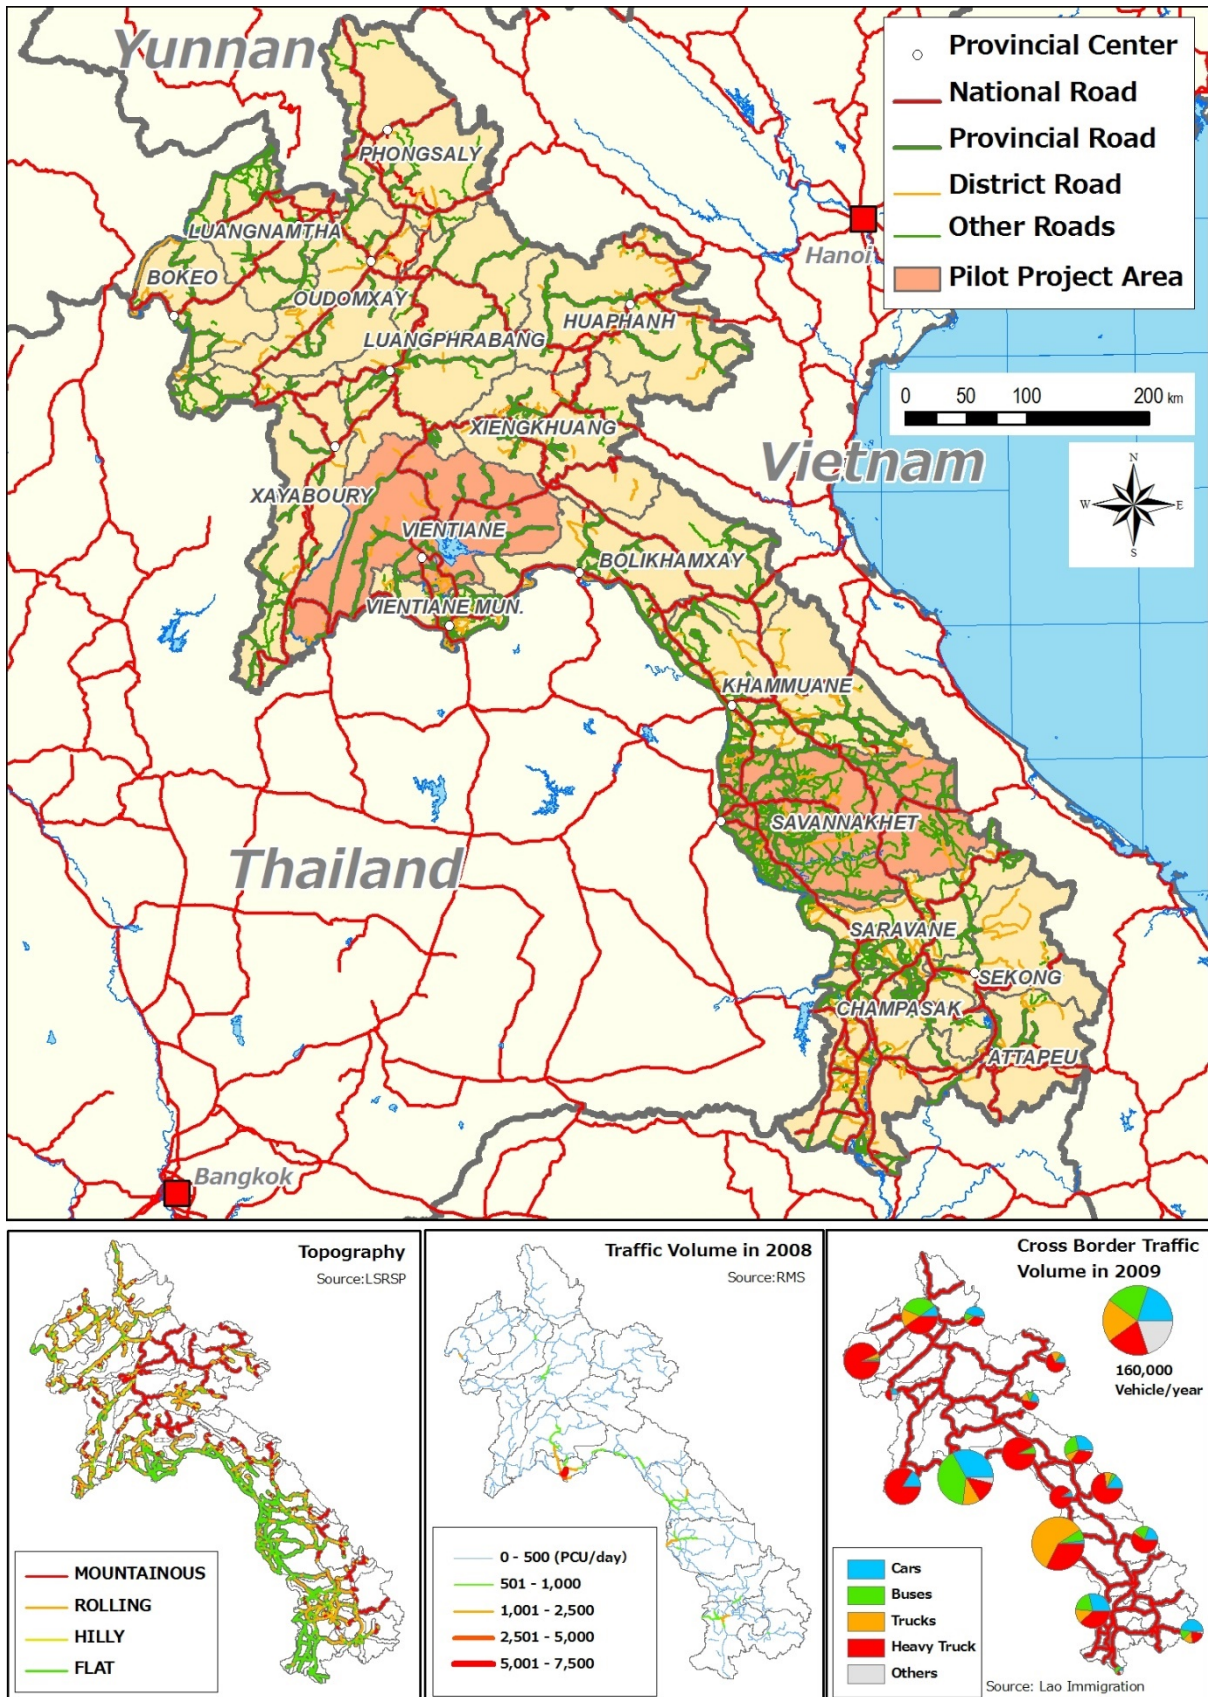 Yunnan
Provincial Center
National Road
Provincial Road
District Road
Other Roads
Pilot Project Area
PHONGSALY
LUANGNAMTHA
BOKEO
OUDOMXAY
HUAPHANH
LUANGPHRABANG
Hanoi
0 50 100 200 km
XIENGKHUANG
Vietnam
N
W E
S
XAYABOURY
VIENTIANE
BOLIKHAMXAY
VIENTIANE MUN.
KHAMMUANE
SAVANNAKHET
Thailand
SARAVANE
SEKONG
CHAMPASAK
ATTAPEU
Bangkok
Topography
Source:LSRSP
MOUNTAINOUS
ROLLING
HILLY
FLAT
Traffic Volume in 2008
Source:RMS
0 - 500 (PCU/day)
501 - 1,000
1,001 - 2,500
2,501 - 5,000
5,001 - 7,500
Cross Border Traffic
Volume in 2009
160,000
Vehicle/year
Cars
Buses
Trucks
Heavy Truck
Others
Source: Lao Immigration